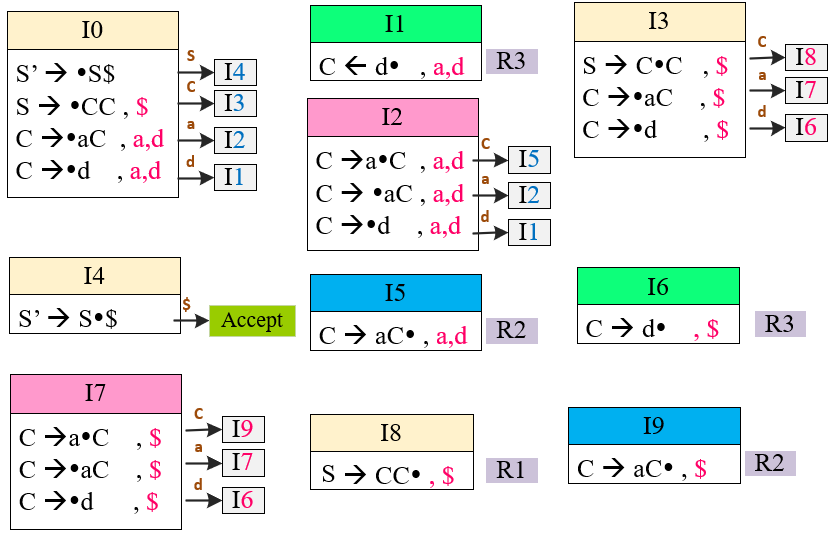 I0
S' → •S$ S I4
S → •CC , $ C I3
C →•aC , a,d a I2
C →•d , a,d d I1
I1
C ← d• , a,d R3
I2
C →a•C , a,d C I5
C → •aC , a,d a I2
C →•d , a,d d I1
I3
S → C•C , $ C I8
C →•aC , $ a I7
C →•d , $ d I6
I4
S' → S•$ $ Accept
I5
C → aC• , a,d R2
I6
C → d• , $ R3
I7
C →a•C , $ C I9
C →•aC , $ a I7
C →•d , $ d I6
I8
S → CC• , $ R1
I9
C → aC• , $ R2